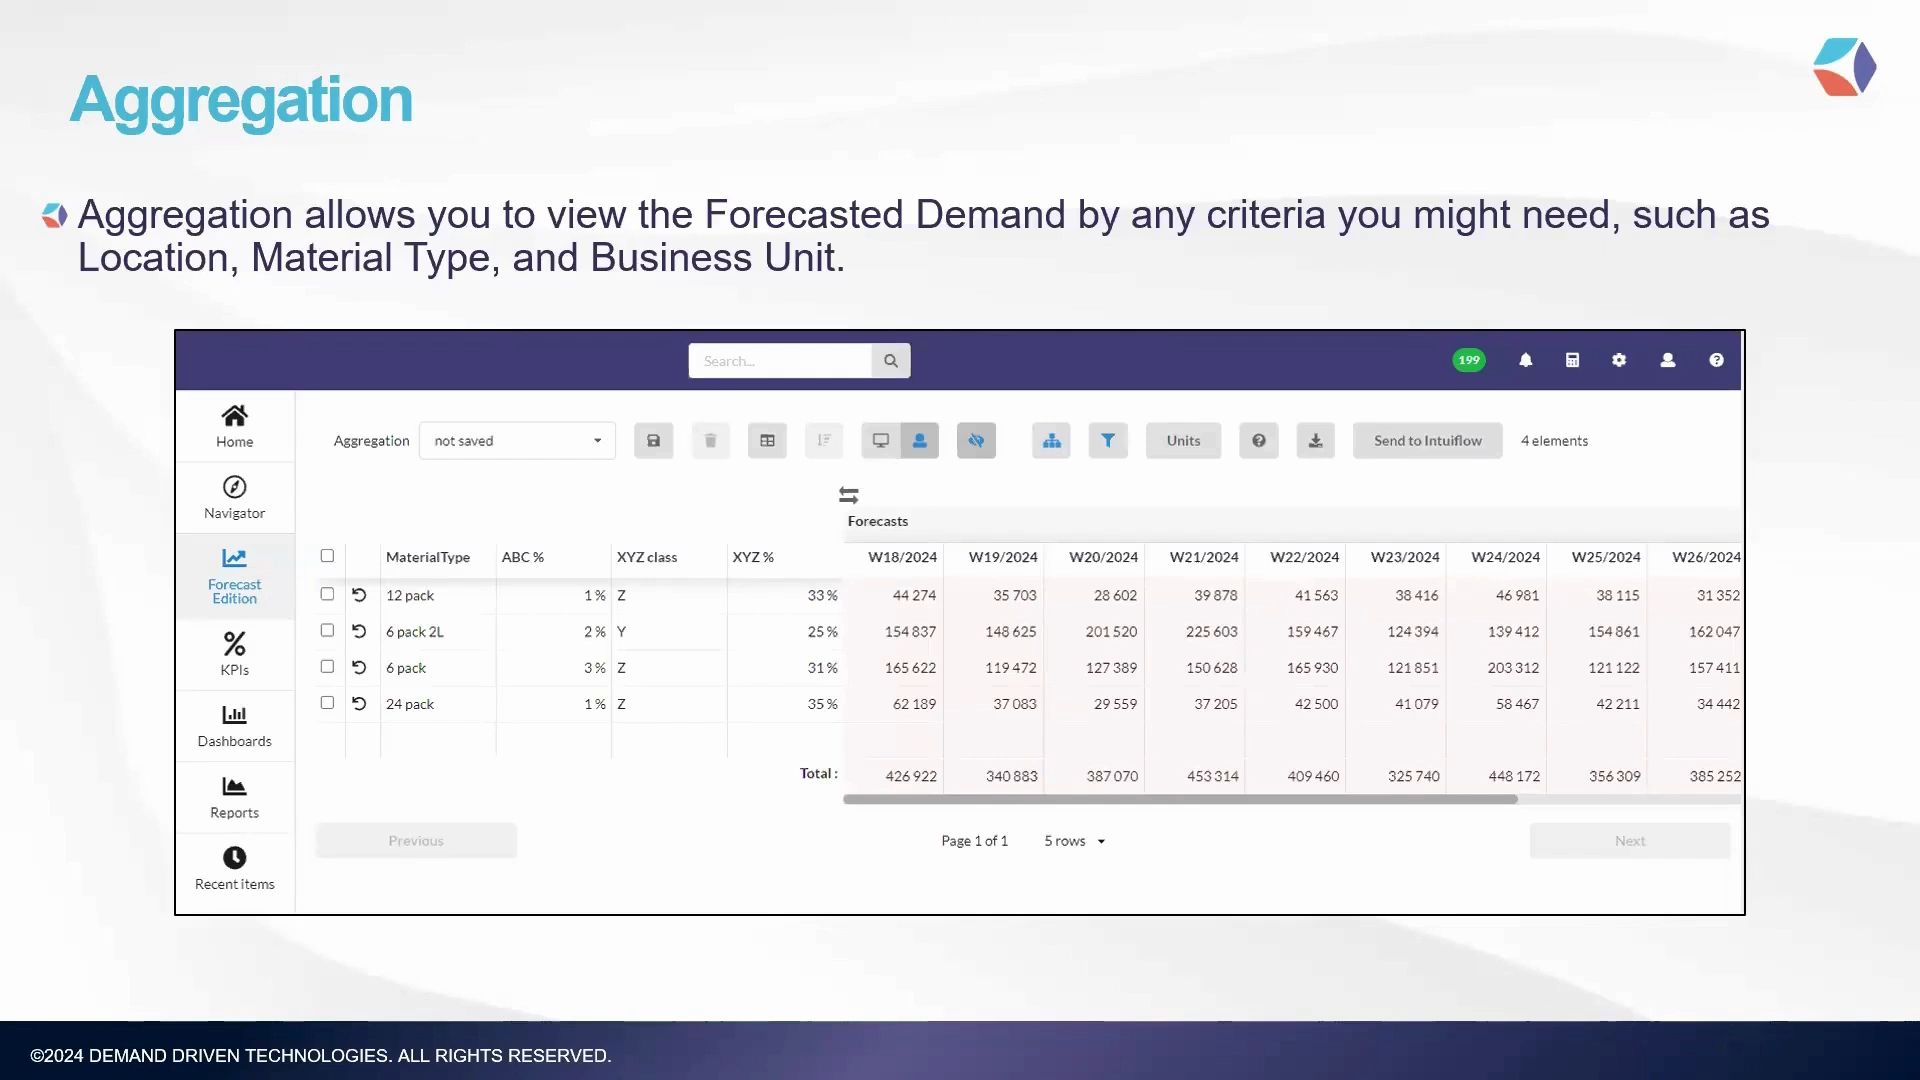 Aggregation
Aggregation allows you to view the Forecasted Demand by any criteria you might need, such as
Location, Material Type, and Business Unit.
Search...
199
Home
Navigator
Forecast
Edition
KPIs
Dashboards
Reports
Recent items
Aggregation not saved Units Send to Intuiflow 4 elements
Forecasts
MaterialType ABC % XYZ class XYZ % W18/2024 W19/2024 W20/2024 W21/2024 W22/2024 W23/2024 W24/2024 W25/2024 W26/2024
12 pack 1 % Z 33 % 44 274 35 703 28 602 39 878 41 563 38 416 46 981 38 115 31 352
6 pack 2L 2 % Y 25 % 154 837 148 625 201 520 225 603 159 467 124 394 139 412 154 861 162 047
6 pack 3 % Z 31 % 165 622 119 472 127 389 150 628 165 930 121 851 203 312 121 122 157 411
24 pack 1 % Z 35 % 62 189 37 083 29 559 37 205 42 500 41 079 58 467 42 211 34 442
Total : 426 922 340 883 387 070 453 314 409 460 325 740 448 172 356 309 385 252
Previous Page 1 of 1 5 rows Next
©2024 DEMAND DRIVEN TECHNOLOGIES. ALL RIGHTS RESERVED.